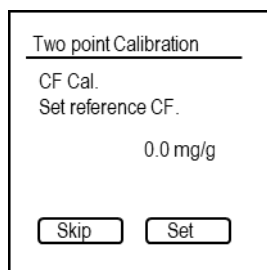 Two point Calibration
CF Cal.
Set reference CF.
0.0 mg/g
Skip Set